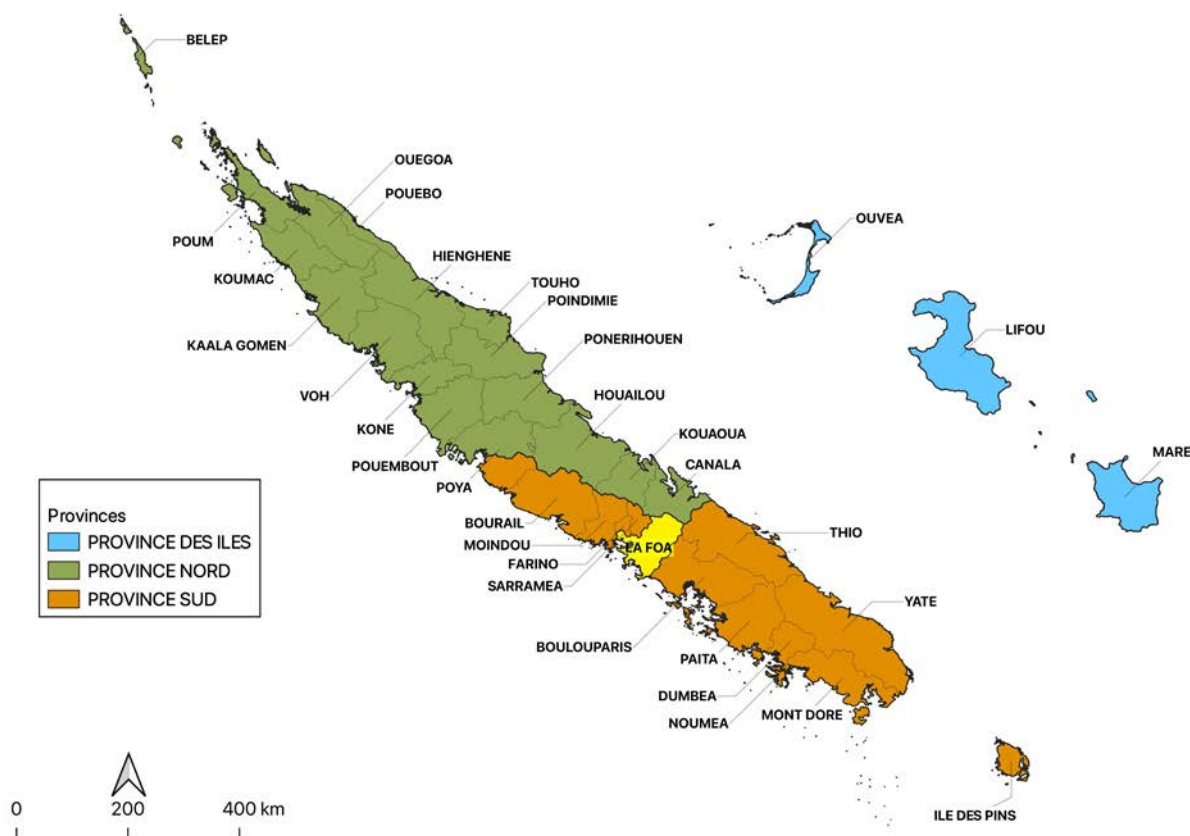 BELEP
OUEGOA
POUEBO
OUVEA
POUM
HIENGHENE
KOUMAC
TOUHO
POINDIMIE
LIFOU
PONERIHOUEN
KAALA GOMEN
HOUAILOU
VOH
KONE
KOUAOUA
MARE
POUEMBOUT
CANALA
POYA
Provinces
PROVINCE DES ILES
PROVINCE NORD
PROVINCE SUD
BOURAIL
THIO
MOINDOU
LA FOA
FARINO
SARRAMEA
YATE
BOULOUPARIS
PAITA
DUMBEA
MONT DORE
NOUMEA
ILE DES PINS
0 200 400 km